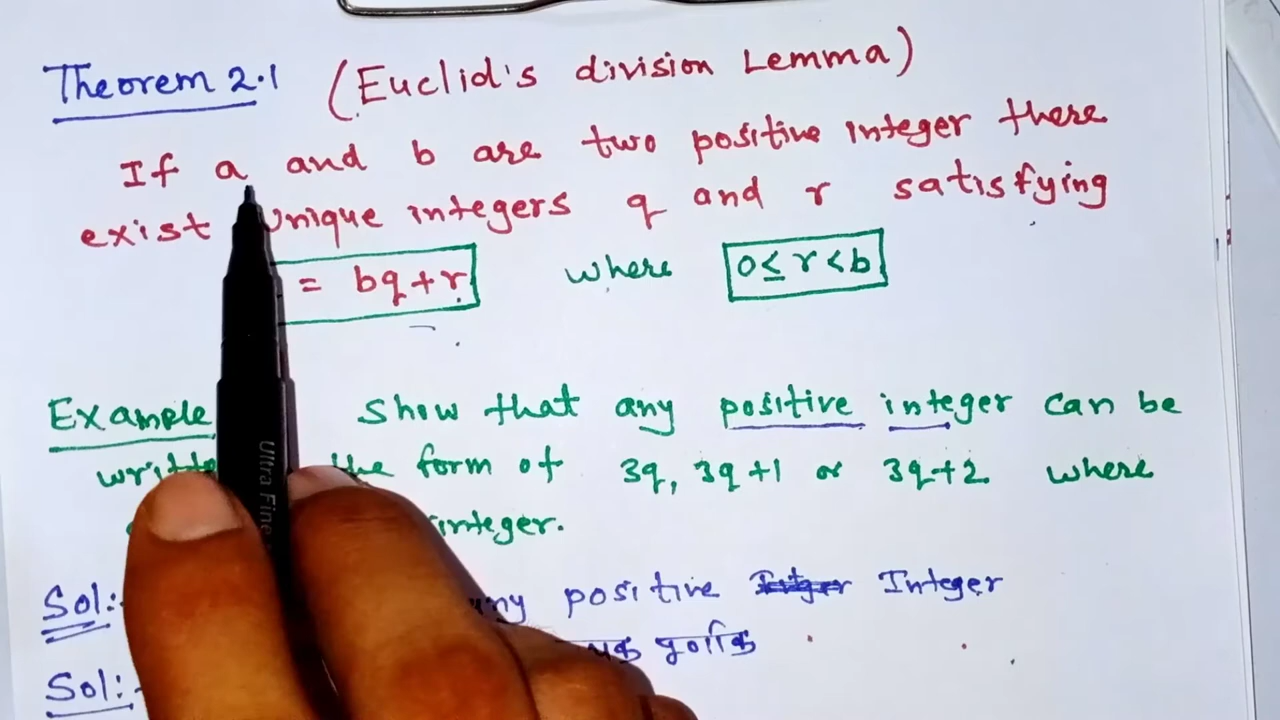 Theorem 2.1 (Euclid's division Lemma)
If a and b are two positive integer there
exist unique integers q and r satisfying
= bq+r where 0≤r<b
Example Show that any positive integer can be
the form of 3q, 3q+1 or 3q+2 where
integer.
Sol:- any positive Integer
Sol:-
Ultra Fine